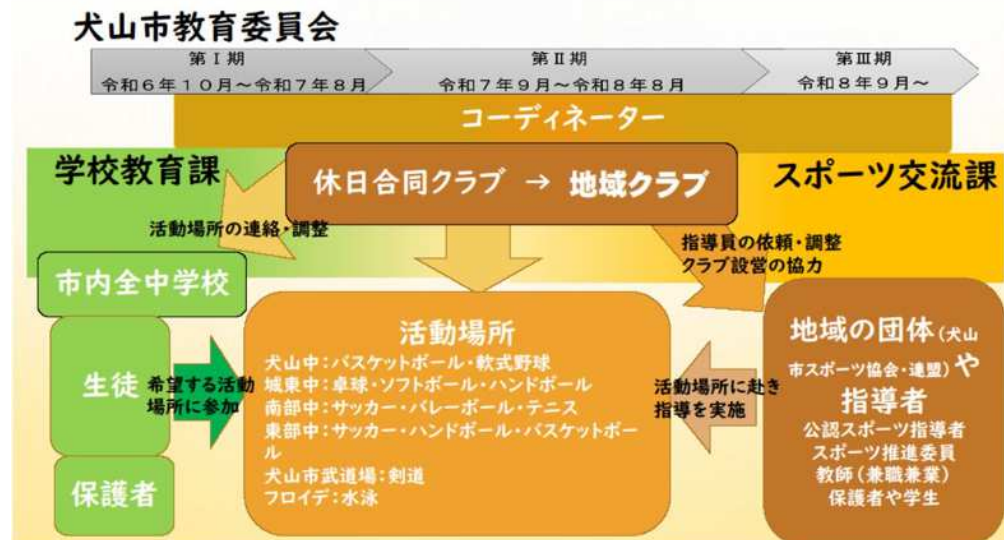 犬山市教育委員会
第Ⅰ期
令和6年10月~令和7年8月
第Ⅱ期
令和7年9月~令和8年8月
第Ⅲ期
令和8年9月~
コーディネーター
学校教育課
休日合同クラブ → 地域クラブ
スポーツ交流課
活動場所の連絡・調整
指導員の依頼・調整
クラブ設営の協力
市内全中学校
生徒
保護者
希望する活動
場所に参加
活動場所
犬山中:バスケットボール・軟式野球
城東中:卓球・ソフトボール・ハンドボール
南部中:サッカー・バレーボール・テニス
東部中:サッカー・ハンドボール・バスケットボー
ル
犬山市武道場:剣道
フロイデ:水泳
活動場所に赴き
指導を実施
地域の団体(犬山
市スポーツ協会・連盟)や
指導者
公認スポーツ指導者
スポーツ推進委員
教師(兼職兼業)
保護者や学生